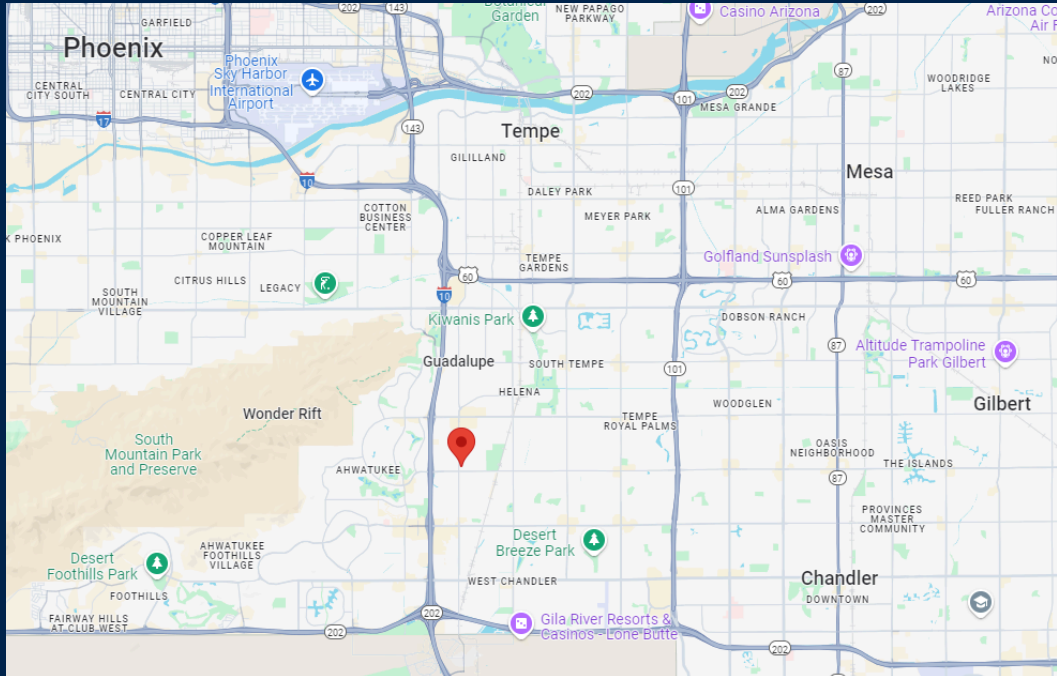 202
143
Botanical
Garden
NEW PAPAGO
PARKWAY
Casino Arizona
202
Arizona Co
Air F
GARFIELD
Phoenix
Phoenix
Sky Harbor
International
Airport
CENTRAL
CITY SOUTH
CENTRAL CITY
17
202
101
202
MESA GRANDE
87
WOODRIDGE
LAKES
NO
143
Tempe
GILILLAND
10
DALEY PARK
101
Mesa
COTTON
BUSINESS
CENTER
MEYER PARK
ALMA GARDENS
REED PARK
FULLER RANCH
K PHOENIX
COPPER LEAF
MOUNTAIN
TEMPE
GARDENS
Golfland Sunsplash
CITRUS HILLS
LEGACY
60
60
60
SOUTH
MOUNTAIN
VILLAGE
10
Kiwanis Park
DOBSON RANCH
87
Altitude Trampoline
Park Gilbert
Guadalupe
SOUTH TEMPE
101
HELENA
Wonder Rift
TEMPE
ROYAL PALMS
WOODGLEN
Gilbert
South
Mountain Park
and Preserve
AHWATUKEE
OASIS
NEIGHBORHOOD
THE ISLANDS
87
PROVINCES
MASTER
COMMUNITY
Desert
Breeze Park
AHWATUKEE
FOOTHILLS
VILLAGE
Desert
Foothills Park
FOOTHILLS
WEST CHANDLER
Chandler
DOWNTOWN
FAIRWAY HILLS
AT CLUB WEST
202
202
Gila River Resorts &
Casinos - Lone Butte
202